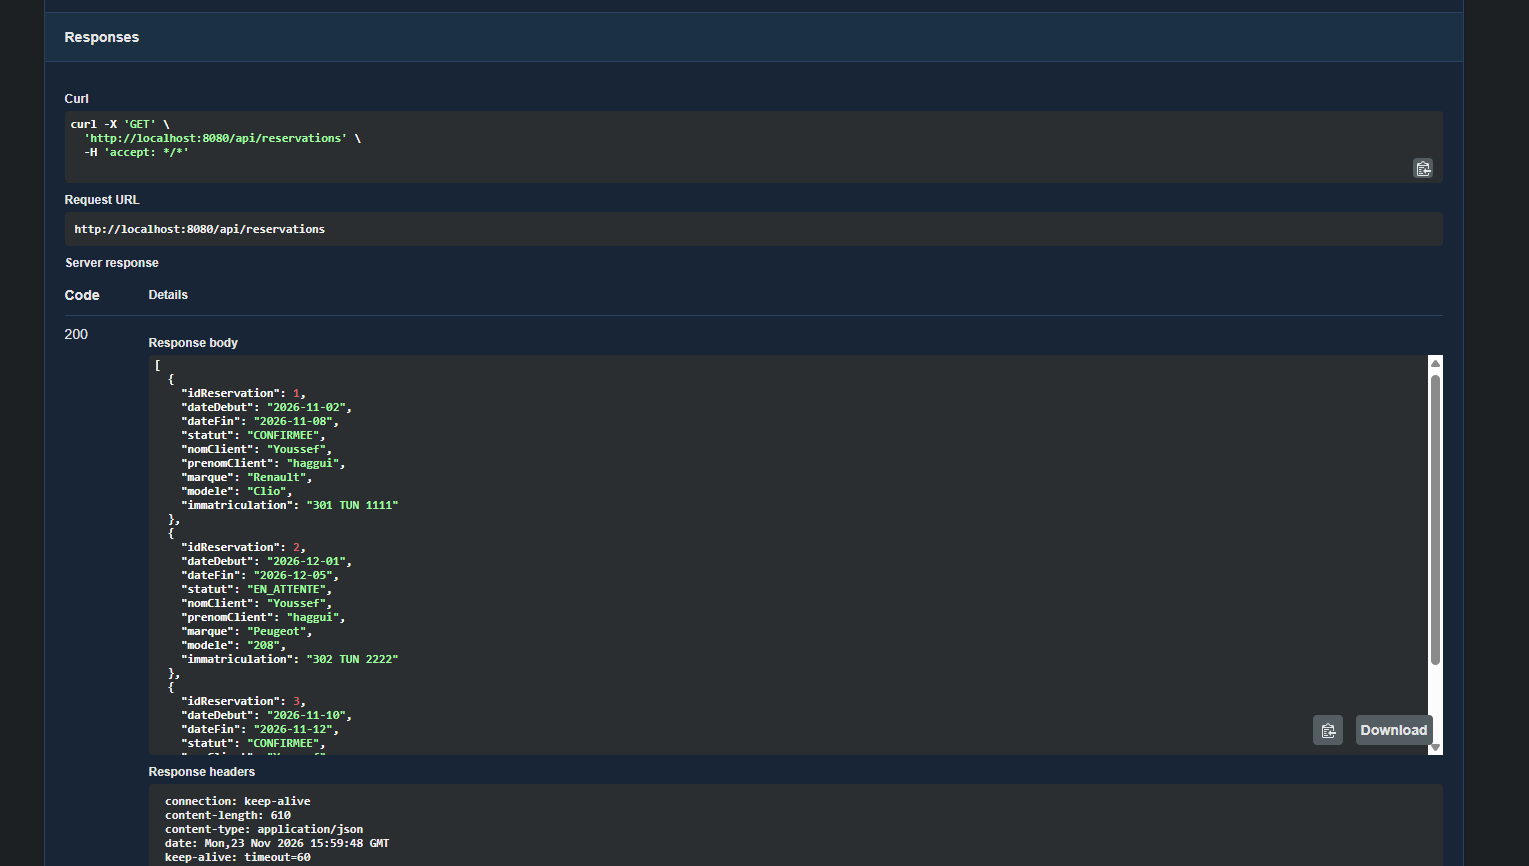 Responses
Curl
curl -X 'GET' \
  'http://localhost:8080/api/reservations' \
  -H 'accept: */*'
Request URL
http://localhost:8080/api/reservations
Server response
Code Details
200
Response body
[
  {
    "idReservation": 1,
    "dateDebut": "2026-11-02",
    "dateFin": "2026-11-08",
    "statut": "CONFIRMEE",
    "nomClient": "Youssef",
    "prenomClient": "haggui",
    "marque": "Renault",
    "modele": "Clio",
    "immatriculation": "301 TUN 1111"
  },
  {
    "idReservation": 2,
    "dateDebut": "2026-12-01",
    "dateFin": "2026-12-05",
    "statut": "EN_ATTENTE",
    "nomClient": "Youssef",
    "prenomClient": "haggui",
    "marque": "Peugeot",
    "modele": "208",
    "immatriculation": "302 TUN 2222"
  },
  {
    "idReservation": 3,
    "dateDebut": "2026-11-10",
    "dateFin": "2026-11-12",
    "statut": "CONFIRMEE",
Download
Response headers
connection: keep-alive
content-length: 610
content-type: application/json
date: Mon,23 Nov 2026 15:59:48 GMT
keep-alive: timeout=60